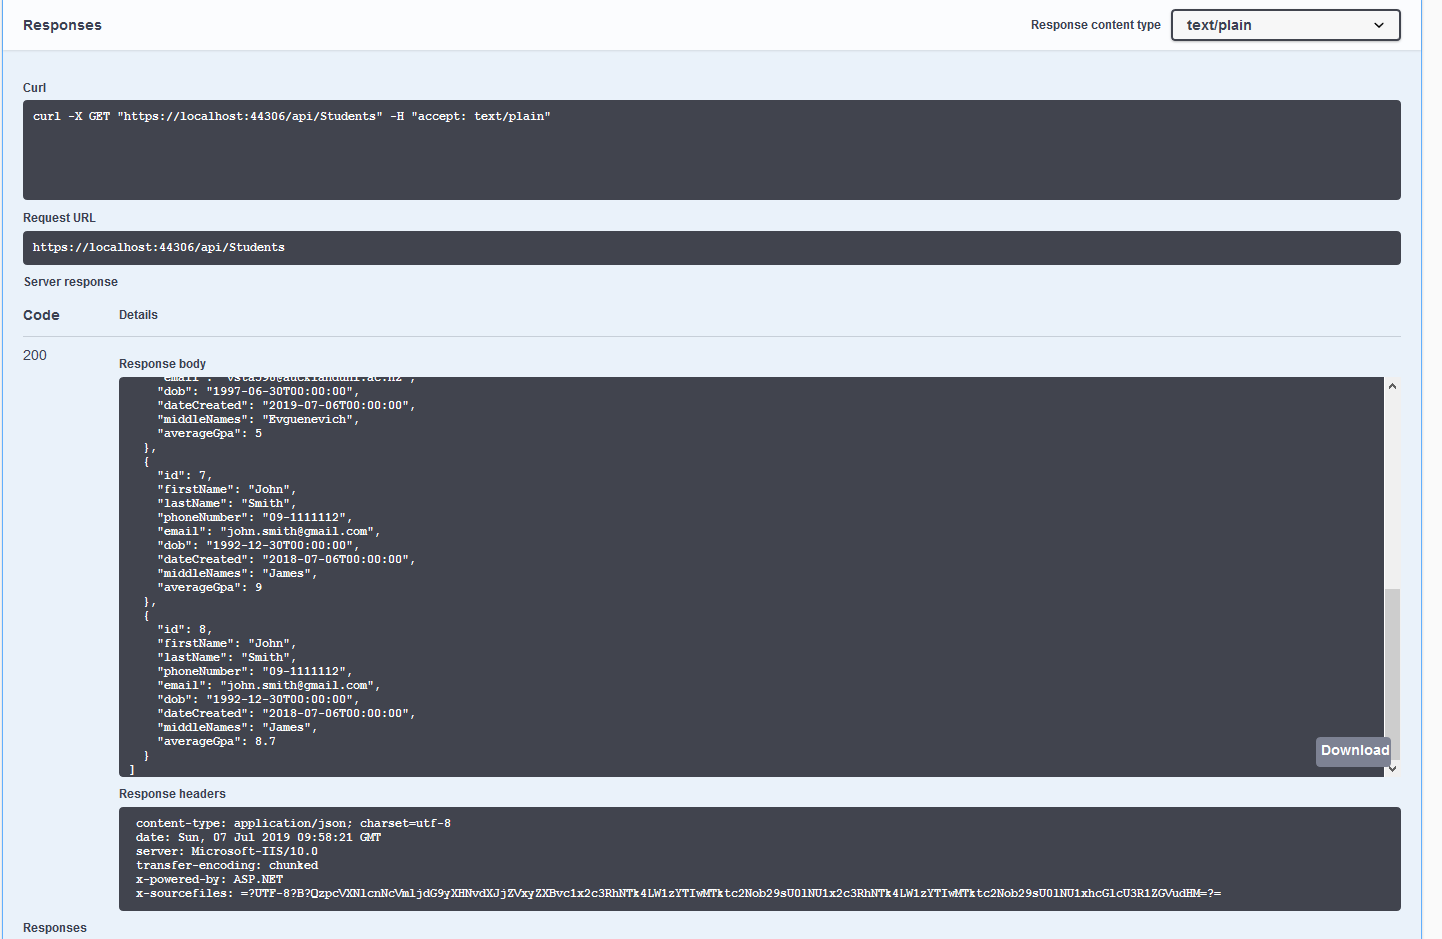 Responses
Response content type
text/plain
Curl
curl -X GET "https://localhost:44306/api/Students" -H "accept: text/plain"
Request URL
https://localhost:44306/api/Students
Server response
Code
Details
200
Response body
"dob": "1997-06-30T00:00:00",
"dateCreated": "2019-07-06T00:00:00",
"middleNames": "Evguenevich",
"averageGpa": 5
},
{
"id": 7,
"firstName": "John",
"lastName": "Smith",
"phoneNumber": "09-1111112",
"email": "john.smith@gmail.com",
"dob": "1992-12-30T00:00:00",
"dateCreated": "2018-07-06T00:00:00",
"middleNames": "James",
"averageGpa": 9
},
{
"id": 8,
"firstName": "John",
"lastName": "Smith",
"phoneNumber": "09-1111112",
"email": "john.smith@gmail.com",
"dob": "1992-12-30T00:00:00",
"dateCreated": "2018-07-06T00:00:00",
"middleNames": "James",
"averageGpa": 8.7
}
]
Download
Response headers
content-type: application/json; charset=utf-8
date: Sun, 07 Jul 2019 09:58:21 GMT
server: Microsoft-IIS/10.0
transfer-encoding: chunked
x-powered-by: ASP.NET
x-sourcefiles:
Responses